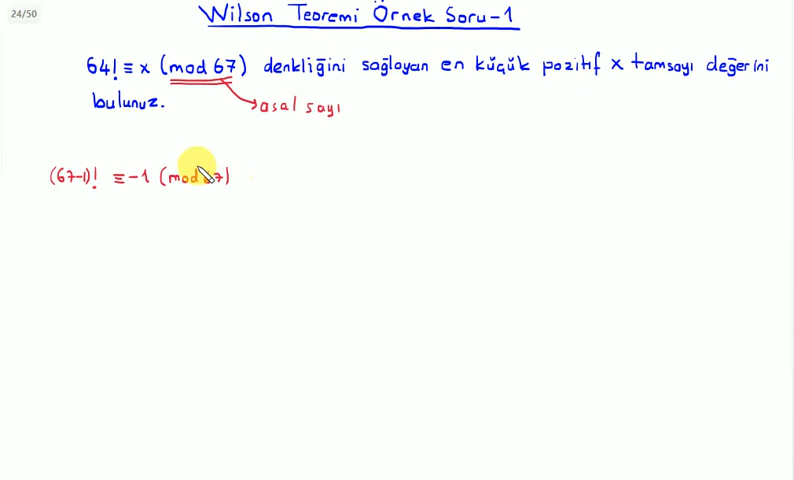 24/50
Wilson Teoremi Örnek Soru-1
64! ≡ x (mod 67) denkliğini sağlayan en küçük pozitif x tamsayı değerini
bulunuz.
asal sayı
(67-1)! ≡ -1 (mod 67)